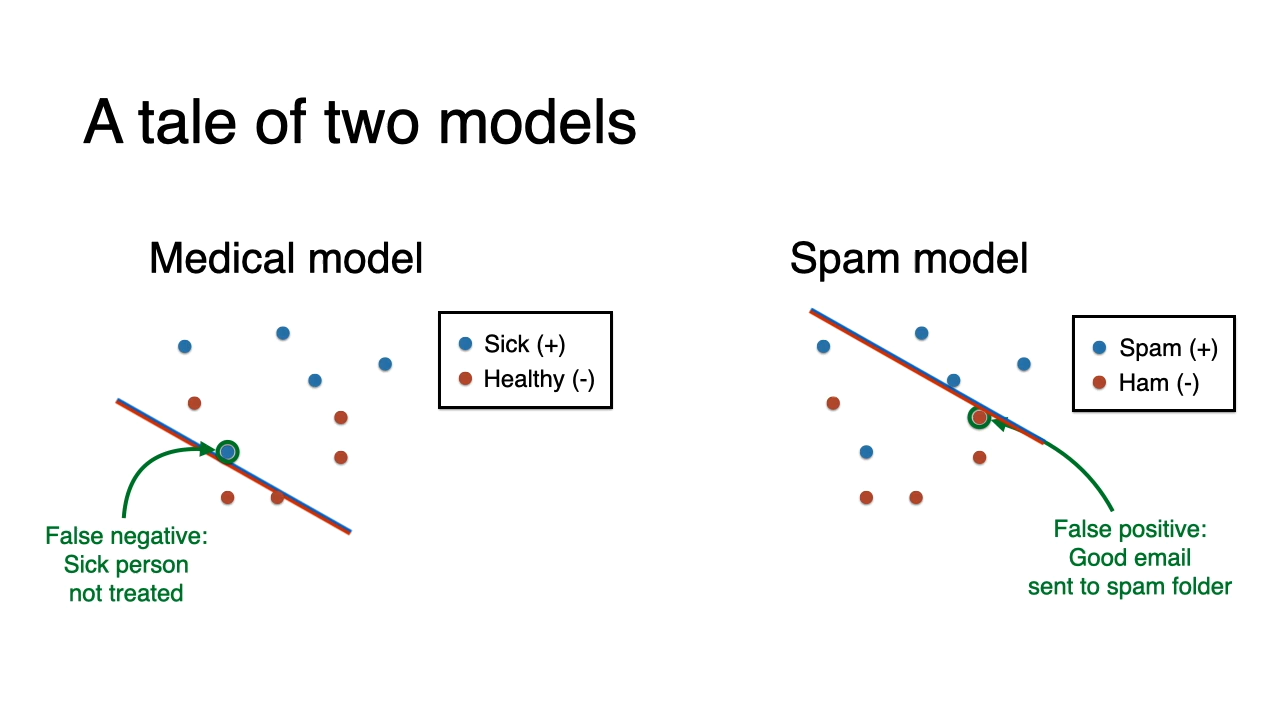 A tale of two models
Medical model
Sick (+)
Healthy (-)
False negative:
Sick person
not treated
Spam model
Spam (+)
Ham (-)
False positive:
Good email
sent to spam folder